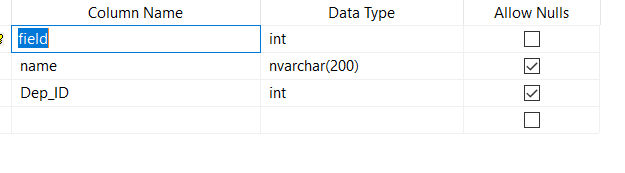 Column Name Data Type Allow Nulls
field int
name nvarchar(200)
Dep_ID int